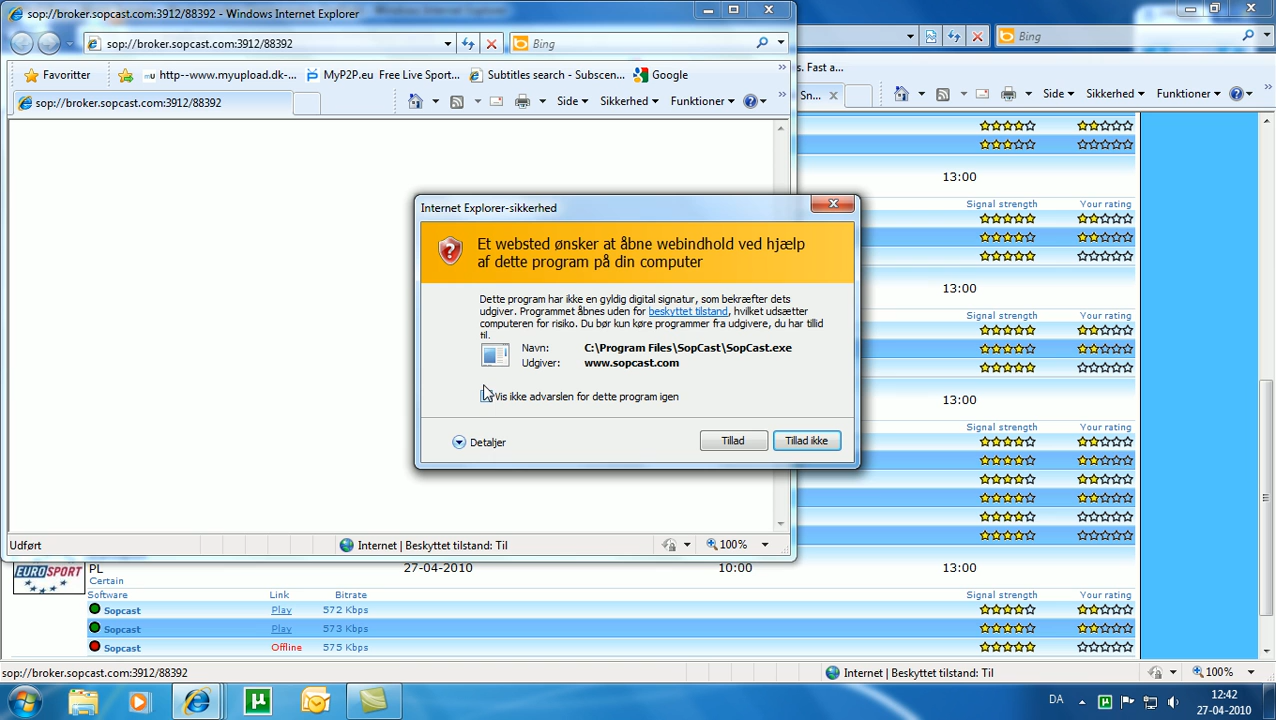 sop://broker.sopcast.com:3912/88392 - Windows Internet Explorer
sop://broker.sopcast.com:3912/88392
Bing
Bing
Favoritter
http--www.myupload.dk-...
MyP2P.eu Free Live Sport...
Subtitles search - Subscen...
Google
s. Fast a...
sop://broker.sopcast.com:3912/88392
Side
Sikkerhed
Funktioner
Sn...
Side
Sikkerhed
Funktioner
13:00
Signal strength
Your rating
13:00
Signal strength
Your rating
13:00
Signal strength
Your rating
Internet Explorer-sikkerhed
Et websted ønsker at åbne webindhold ved hjælp
af dette program på din computer
Dette program har ikke en gyldig digital signatur, som bekræfter dets
udgiver. Programmet åbnes uden for beskyttet tilstand, hvilket udsætter
computeren for risiko. Du bør kun køre programmer fra udgivere, du har tillid
til.
Navn: C:\Program Files\SopCast\SopCast.exe
Udgiver: www.sopcast.com
Vis ikke advarslen for dette program igen
Detaljer
Tillad
Tillad ikke
Udført
Internet | Beskyttet tilstand: Til
100%
EUROSPORT
PL 27-04-2010 10:00 13:00
Certain
Software Link Bitrate Signal strength Your rating
Sopcast Play 572 Kbps
Sopcast Play 573 Kbps
Sopcast Offline 575 Kbps
sop://broker.sopcast.com:3912/88392
Internet | Beskyttet tilstand: Til
100%
DA
12:42
27-04-2010